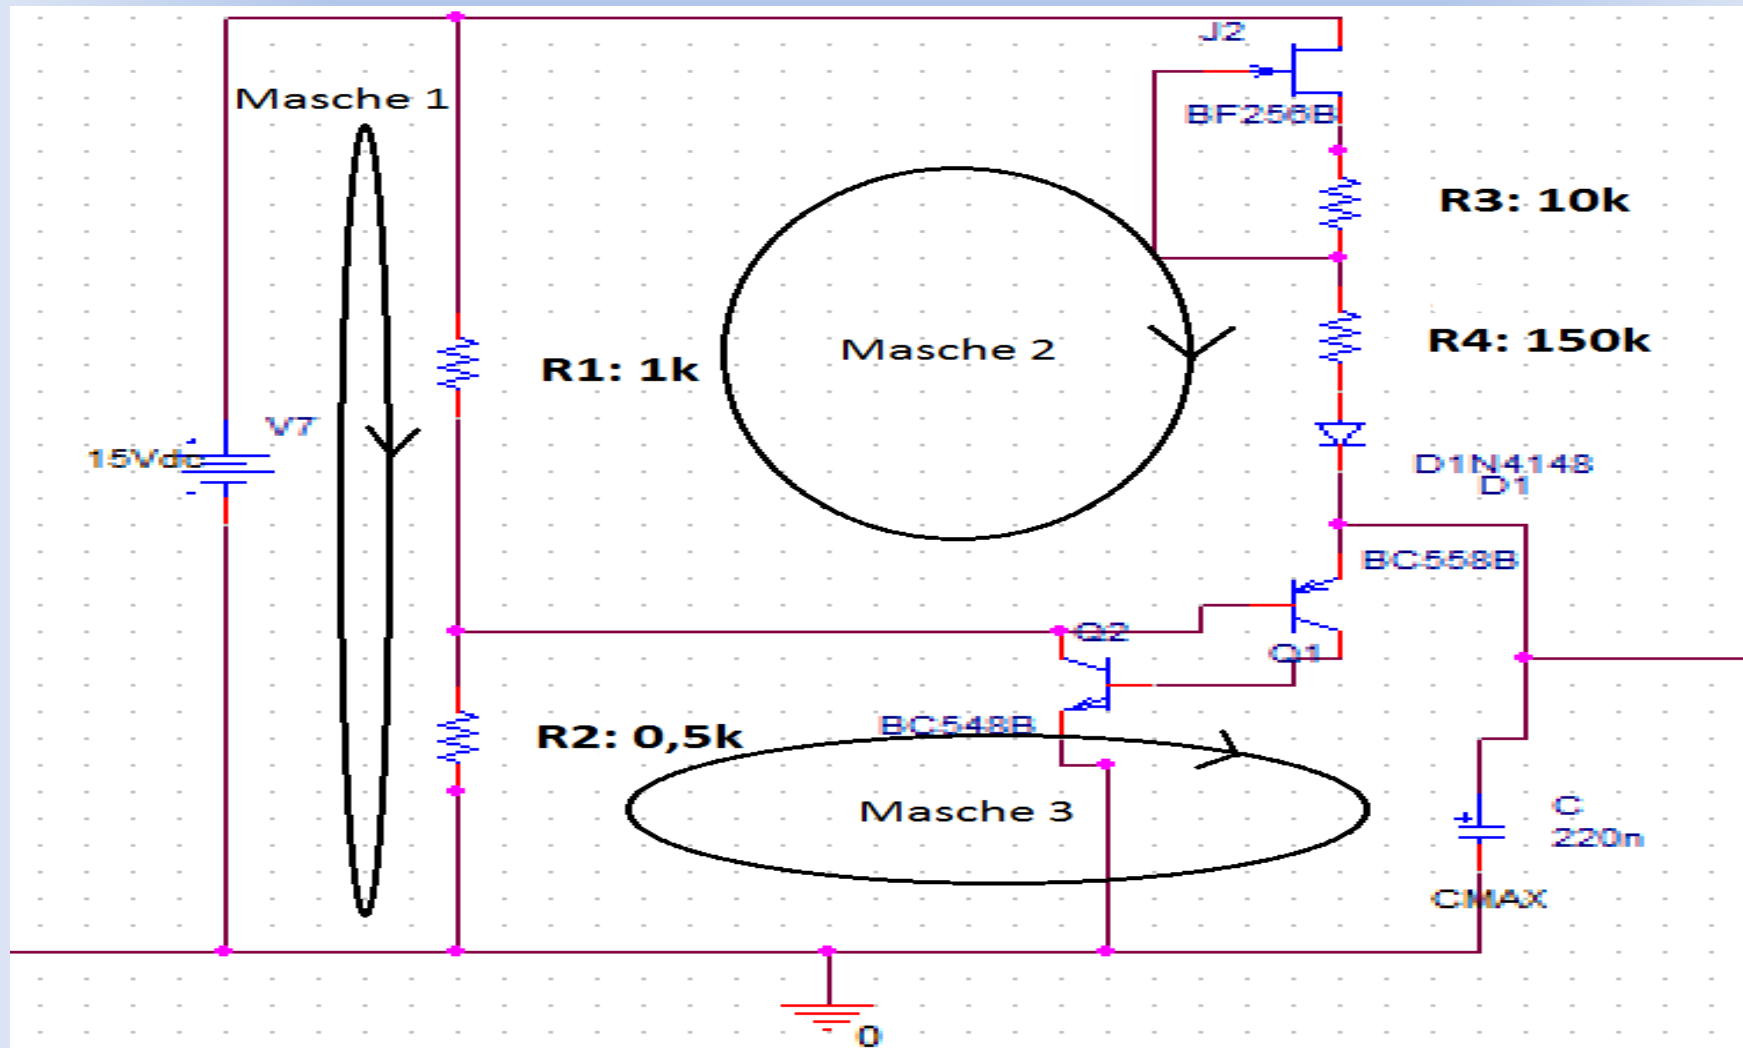 J2
Masche 1
BF256B
R3: 10k
R4: 150k
Masche 2
R1: 1k
V7
15Vdc
D1N4148
D1
BC558B
Q2
Q1
BC548B
R2: 0,5k
Masche 3
C
220n
CMAX
0